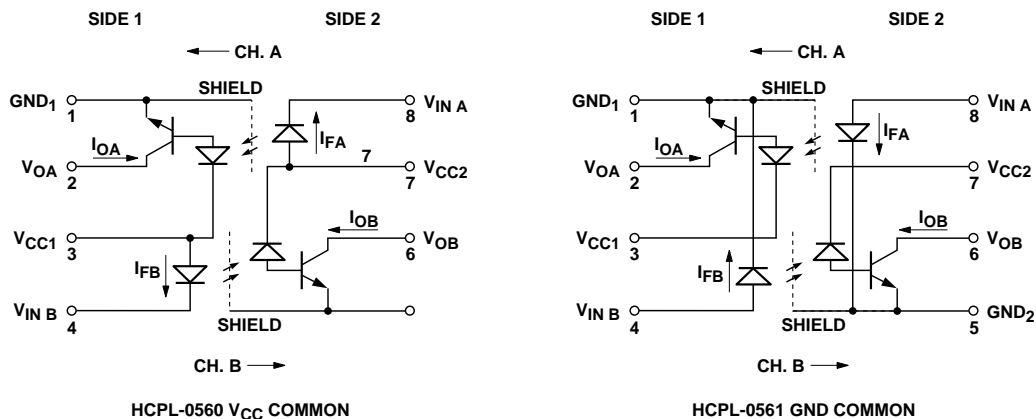 SIDE 1
SIDE 2
CH. A
SHIELD
GND1
1
VIN A
8
IOA
IFA
VOA
2
7
VCC2
7
VCC1
3
IOB
VOB
6
IFB
VIN B
4
SHIELD
CH. B
HCPL-0560 VCC COMMON
SIDE 1
SIDE 2
CH. A
SHIELD
GND1
1
VIN A
8
IOA
IFA
VOA
2
VCC2
7
VCC1
3
IOB
VOB
6
IFB
VIN B
4
SHIELD
GND2
5
CH. B
HCPL-0561 GND COMMON